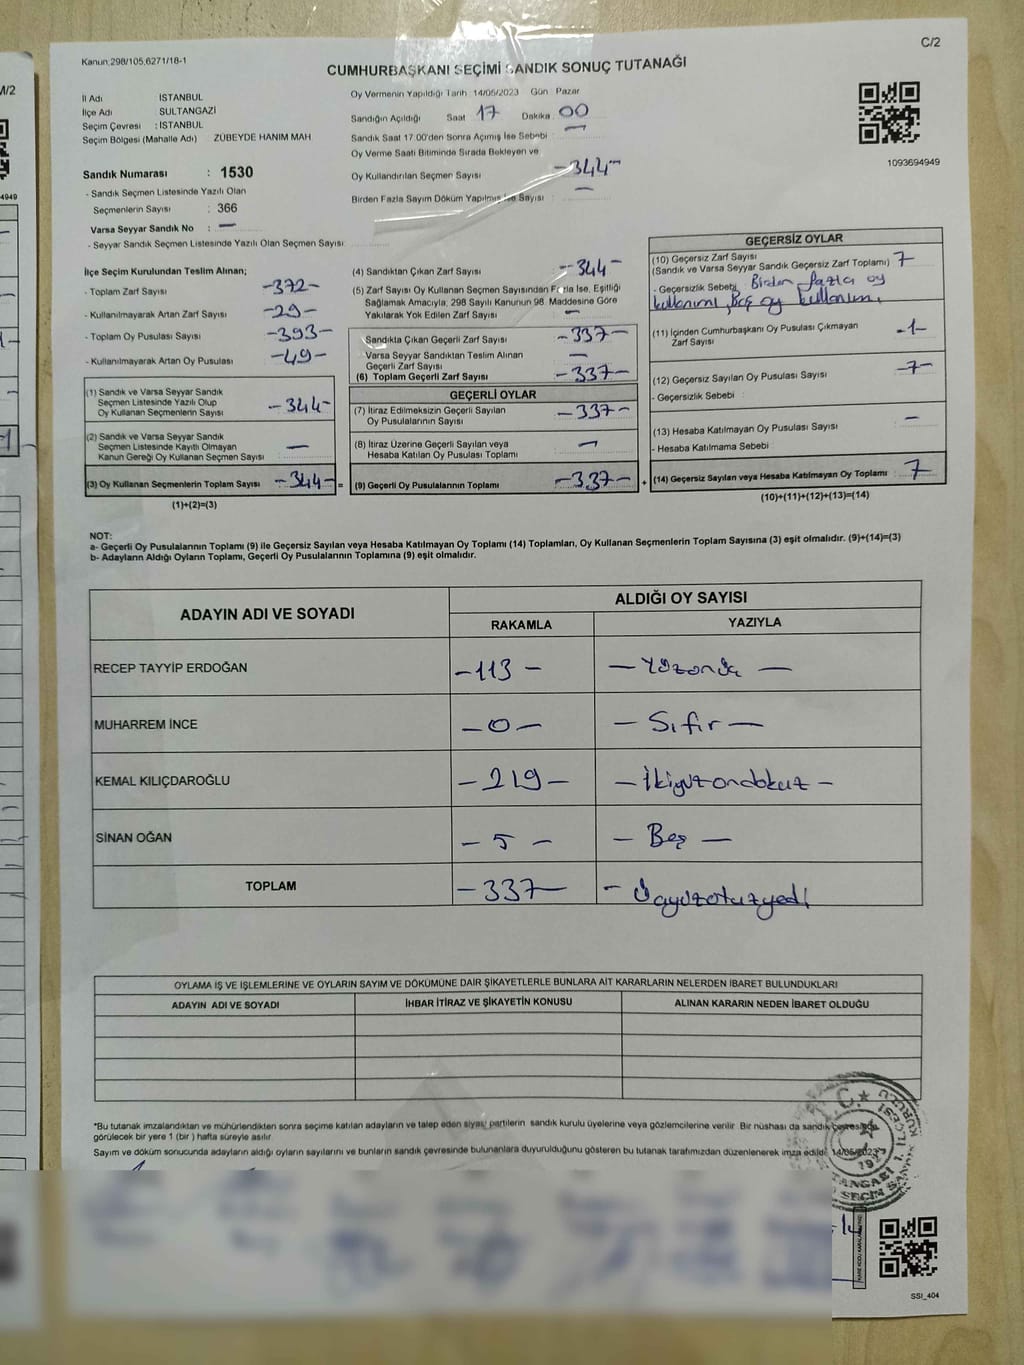 C/2
Kanun,298/105,6271/18-1
CUMHURBAŞKANI SEÇİMİ SANDIK SONUÇ TUTANAĞI
İl Adı İSTANBUL
İlçe Adı SULTANGAZİ
Seçim Çevresi : İSTANBUL
Seçim Bölgesi (Mahalle Adı) ZÜBEYDE HANIM MAH
Sandık Numarası : 1530
- Sandık Seçmen Listesinde Yazılı Olan
Seçmenlerin Sayısı : 366
Varsa Seyyar Sandık No : —
- Seyyar Sandık Seçmen Listesinde Yazılı Olan Seçmen Sayısı:
Oy Vermenin Yapıldığı Tarih : 14/05/2023 Gün : Pazar
Sandığın Açıldığı Saat 17 Dakika 00
Sandık Saat 17.00'den Sonra Açılmış İse Sebebi : —
Oy Verme Saati Bitiminde Sırada Bekleyen ve
Oy Kullandırılan Seçmen Sayısı -344-
Birden Fazla Sayım Döküm Yapılmış İse Sayısı : —
1093694949
İlçe Seçim Kurulundan Teslim Alınan;
- Toplam Zarf Sayısı -372-
- Kullanılmayarak Artan Zarf Sayısı -29-
- Toplam Oy Pusulası Sayısı -393-
- Kullanılmayarak Artan Oy Pusulası -49-
(1) Sandık ve Varsa Seyyar Sandık
Seçmen Listesinde Yazılı Olup
Oy Kullanan Seçmenlerin Sayısı -344-
(2) Sandık ve Varsa Seyyar Sandık
Seçmen Listesinde Kayıtlı Olmayan
Kanun Gereği Oy Kullanan Seçmen Sayısı —
(3) Oy Kullanan Seçmenlerin Toplam Sayısı -344- =
(1)+(2)=(3)
(4) Sandıktan Çıkan Zarf Sayısı -344-
(5) Zarf Sayısı Oy Kullanan Seçmen Sayısından Fazla İse, Eşitliği
Sağlamak Amacıyla, 298 Sayılı Kanunun 98. Maddesine Göre
Yakılarak Yok Edilen Zarf Sayısı —
Sandıkta Çıkan Geçerli Zarf Sayısı -337-
Varsa Seyyar Sandıktan Teslim Alınan
Geçerli Zarf Sayısı —
(6) Toplam Geçerli Zarf Sayısı -337-
GEÇERLİ OYLAR
(7) İtiraz Edilmeksizin Geçerli Sayılan
Oy Pusulalarının Sayısı -337-
(8) İtiraz Üzerine Geçerli Sayılan veya
Hesaba Katılan Oy Pusulası Toplamı —
(9) Geçerli Oy Pusulalarının Toplamı -337- +
GEÇERSİZ OYLAR
(10) Geçersiz Zarf Sayısı
(Sandık ve Varsa Seyyar Sandık Geçersiz Zarf Toplamı) 7
- Geçersizlik Sebebi : Birden fazla oy
kullanımı, Boş oy kullanımı
(11) İçinden Cumhurbaşkanı Oy Pusulası Çıkmayan
Zarf Sayısı -1-
(12) Geçersiz Sayılan Oy Pusulası Sayısı -7-
- Geçersizlik Sebebi :
(13) Hesaba Katılmayan Oy Pusulası Sayısı —
- Hesaba Katılmama Sebebi :
(14) Geçersiz Sayılan veya Hesaba Katılmayan Oy Toplamı 7
(10)+(11)+(12)+(13)=(14)
NOT:
a- Geçerli Oy Pusulalarının Toplamı (9) ile Geçersiz Sayılan veya Hesaba Katılmayan Oy Toplamı (14) Toplamları, Oy Kullanan Seçmenlerin Toplam Sayısına (3) eşit olmalıdır. (9)+(14)=(3)
b- Adayların Aldığı Oyların Toplamı, Geçerli Oy Pusulalarının Toplamına (9) eşit olmalıdır.
ADAYIN ADI VE SOYADI ALDIĞI OY SAYISI
RAKAMLA YAZIYLA
RECEP TAYYİP ERDOĞAN -113- -Yüzonüç-
MUHARREM İNCE -0- -Sıfır-
KEMAL KILIÇDAROĞLU -219- -İkiyüzondokuz-
SİNAN OĞAN -5- -Beş-
TOPLAM -337- -Üçyüzotuzyedi
OYLAMA İŞ VE İŞLEMLERİNE VE OYLARIN SAYIM VE DÖKÜMÜNE DAİR ŞİKAYETLERLE BUNLARA AİT KARARLARIN NELERDEN İBARET BULUNDUKLARI
ADAYIN ADI VE SOYADI İHBAR İTİRAZ VE ŞİKAYETİN KONUSU ALINAN KARARIN NEDEN İBARET OLDUĞU
*Bu tutanak imzalandıktan ve mühürlendikten sonra seçime katılan adayların ve talep eden siyasi partilerin sandık kurulu üyelerine veya gözlemcilerine verilir. Bir nüshası da sandık çevresinde
görülecek bir yere 1 (bir) hafta süreyle asılır.
Sayım ve döküm sonucunda adayların aldığı oyların sayılarını ve bunların sandık çevresinde bulunanlara duyurulduğunu gösteren bu tutanak tarafımızdan düzenlenerek imza edildi. 14/05/2023
SSI_404